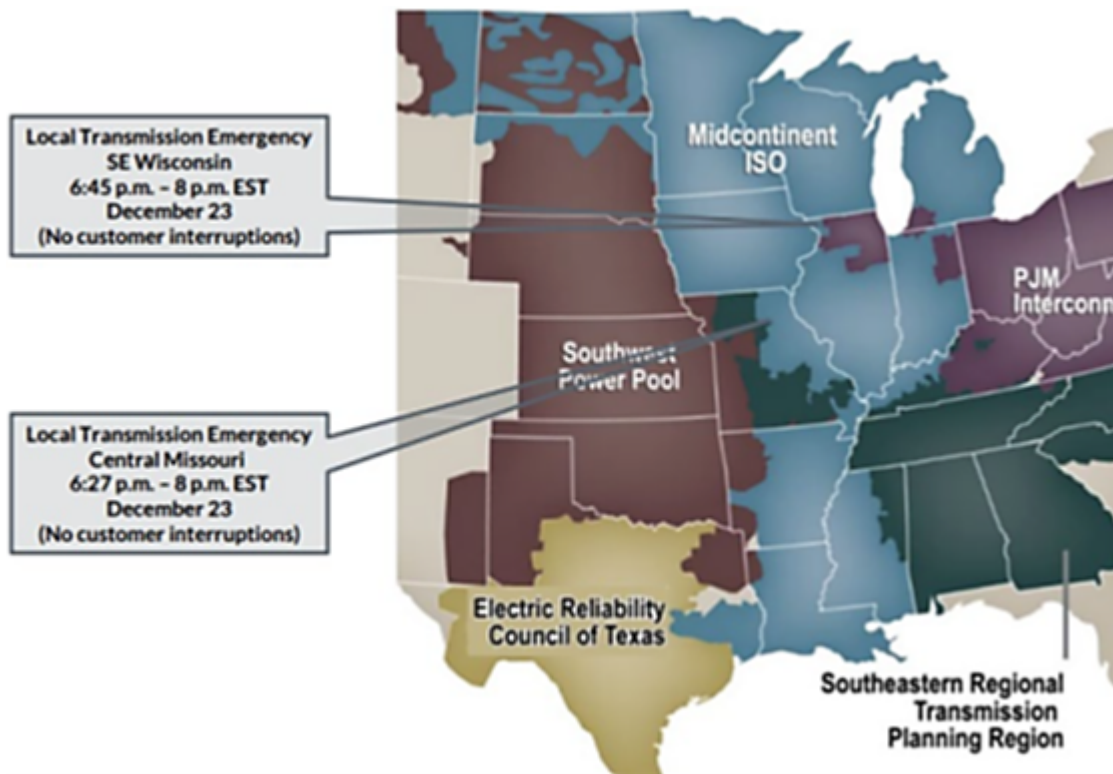 Local Transmission Emergency
SE Wisconsin
6:45 p.m. – 8 p.m. EST
December 23
(No customer interruptions)
Midcontinent
ISO
PJM
Interconn
Southwest
Power Pool
Local Transmission Emergency
Central Missouri
6:27 p.m. – 8 p.m. EST
December 23
(No customer interruptions)
Electric Reliability
Council of Texas
Southeastern Regional
Transmission
Planning Region